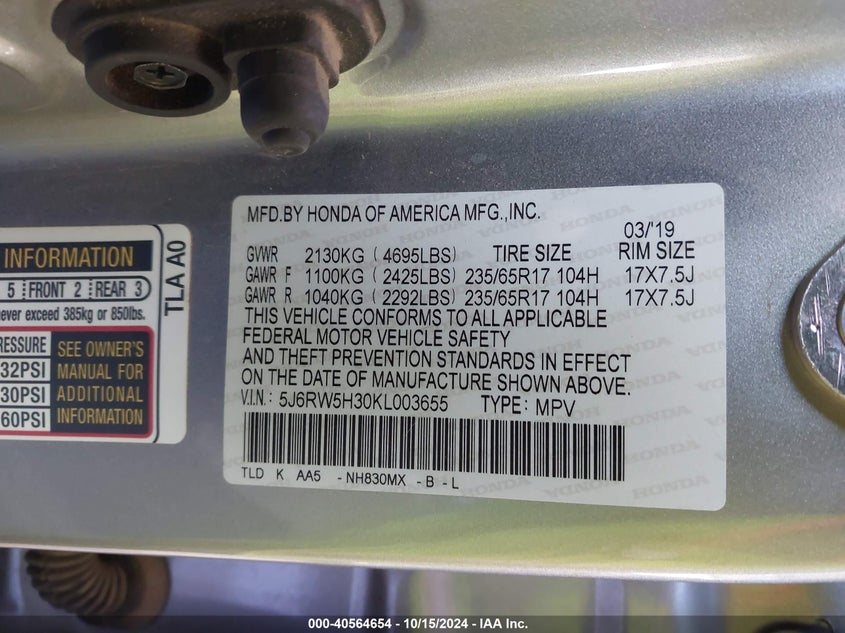 INFORMATION
5 FRONT 2 REAR 3
never exceed 385kg or 850lbs.
PRESSURE
32PSI
30PSI
60PSI
SEE OWNER'S
MANUAL FOR
ADDITIONAL
INFORMATION
TLA A0
MFD.BY HONDA OF AMERICA MFG.,INC.
03/'19
GVWR 2130KG ( 4695LBS) TIRE SIZE RIM SIZE
GAWR F 1100KG ( 2425LBS) 235/65R17 104H 17X7.5J
GAWR R 1040KG ( 2292LBS) 235/65R17 104H 17X7.5J
THIS VEHICLE CONFORMS TO ALL APPLICABLE
FEDERAL MOTOR VEHICLE SAFETY
AND THEFT PREVENTION STANDARDS IN EFFECT
ON THE DATE OF MANUFACTURE SHOWN ABOVE.
V.I.N.: 5J6RW5H30KL003655 TYPE: MPV
TLD K AA5 - NH830MX - B - L
000-40564654 - 10/15/2024 - IAA Inc.